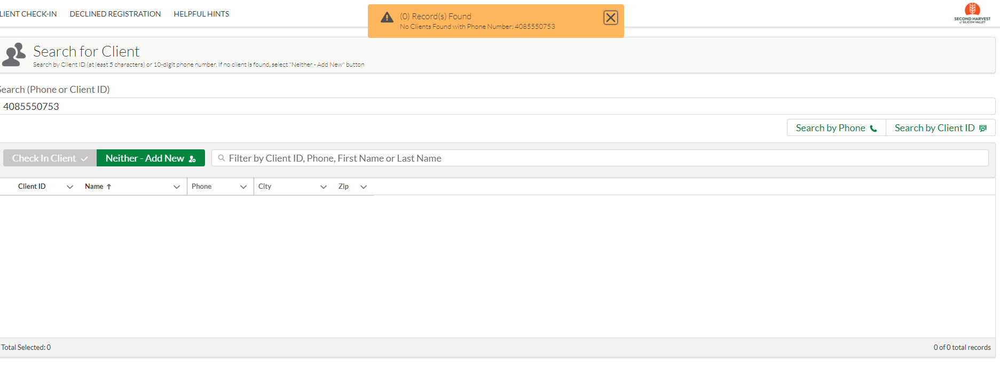 LIENT CHECK-IN DECLINED REGISTRATION HELPFUL HINTS
(0) Record(s) Found
No Clients Found with Phone Number: 4085550753
SECOND HARVEST
of SILICON VALLEY
Search for Client
Search by Client ID (at least 5 characters) or 10-digit phone number. If no client is found, select "Neither - Add New" button
Search (Phone or Client ID)
4085550753
Search by Phone Search by Client ID
Check In Client Neither - Add New Filter by Client ID, Phone, First Name or Last Name
Client ID Name Phone City Zip
Total Selected: 0 0 of 0 total records